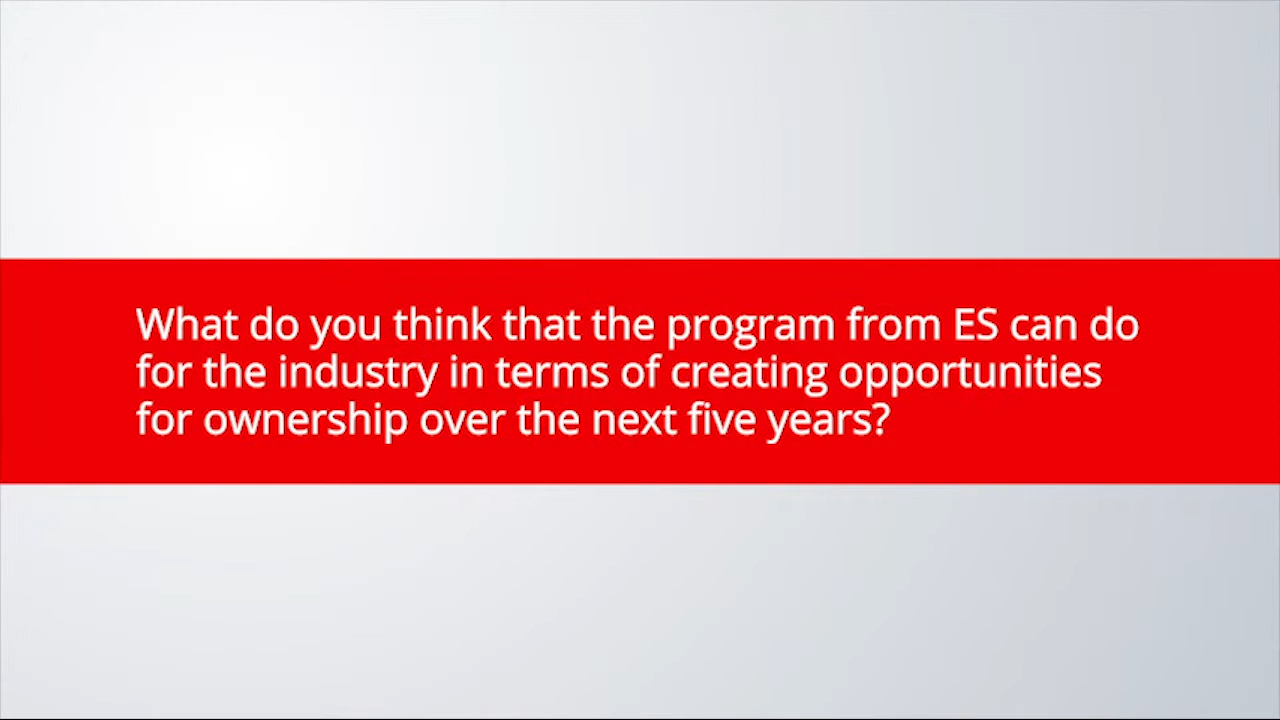 What do you think that the program from ES can do
for the industry in terms of creating opportunities
for ownership over the next five years?